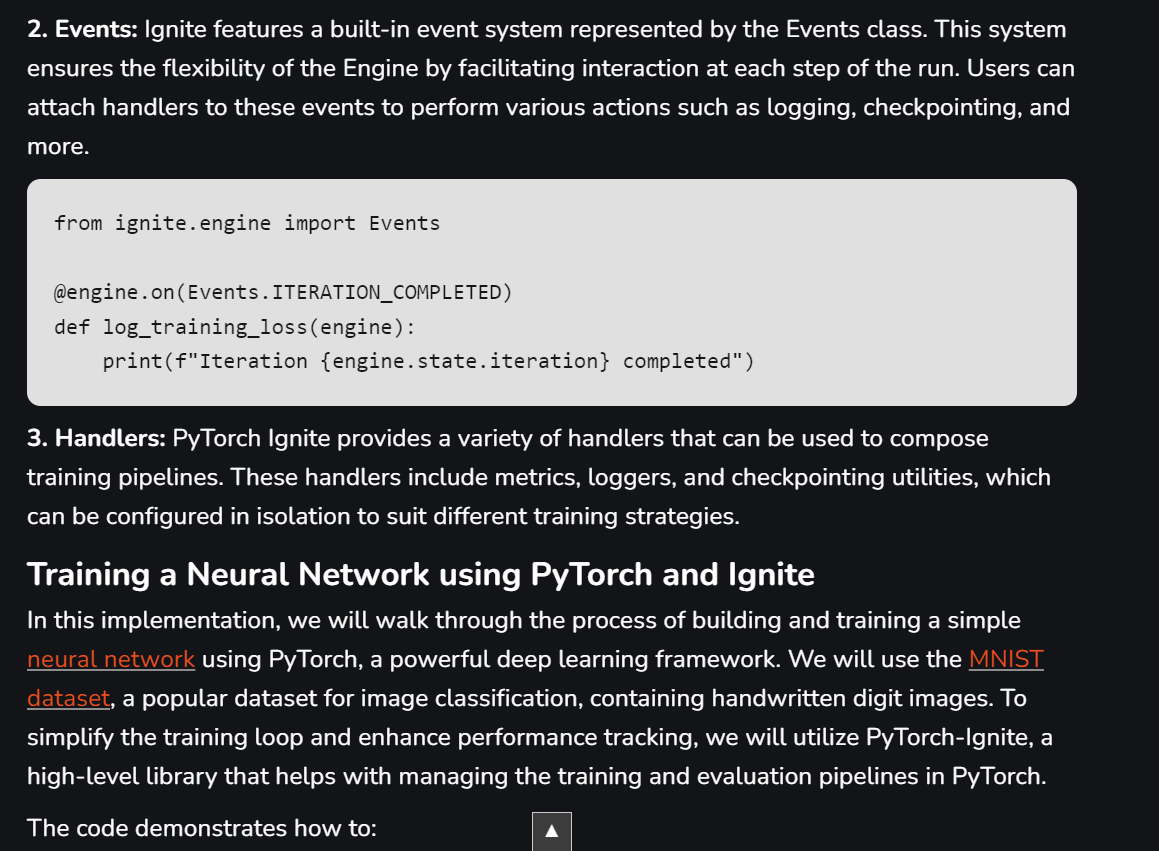 2. Events: Ignite features a built-in event system represented by the Events class. This system
ensures the flexibility of the Engine by facilitating interaction at each step of the run. Users can
attach handlers to these events to perform various actions such as logging, checkpointing, and
more.
from ignite.engine import Events
@engine.on(Events.ITERATION_COMPLETED)
def log_training_loss(engine):
    print(f"Iteration {engine.state.iteration} completed")
3. Handlers: PyTorch Ignite provides a variety of handlers that can be used to compose
training pipelines. These handlers include metrics, loggers, and checkpointing utilities, which
can be configured in isolation to suit different training strategies.
Training a Neural Network using PyTorch and Ignite
In this implementation, we will walk through the process of building and training a simple
neural network using PyTorch, a powerful deep learning framework. We will use the MNIST
dataset, a popular dataset for image classification, containing handwritten digit images. To
simplify the training loop and enhance performance tracking, we will utilize PyTorch-Ignite, a
high-level library that helps with managing the training and evaluation pipelines in PyTorch.
The code demonstrates how to: